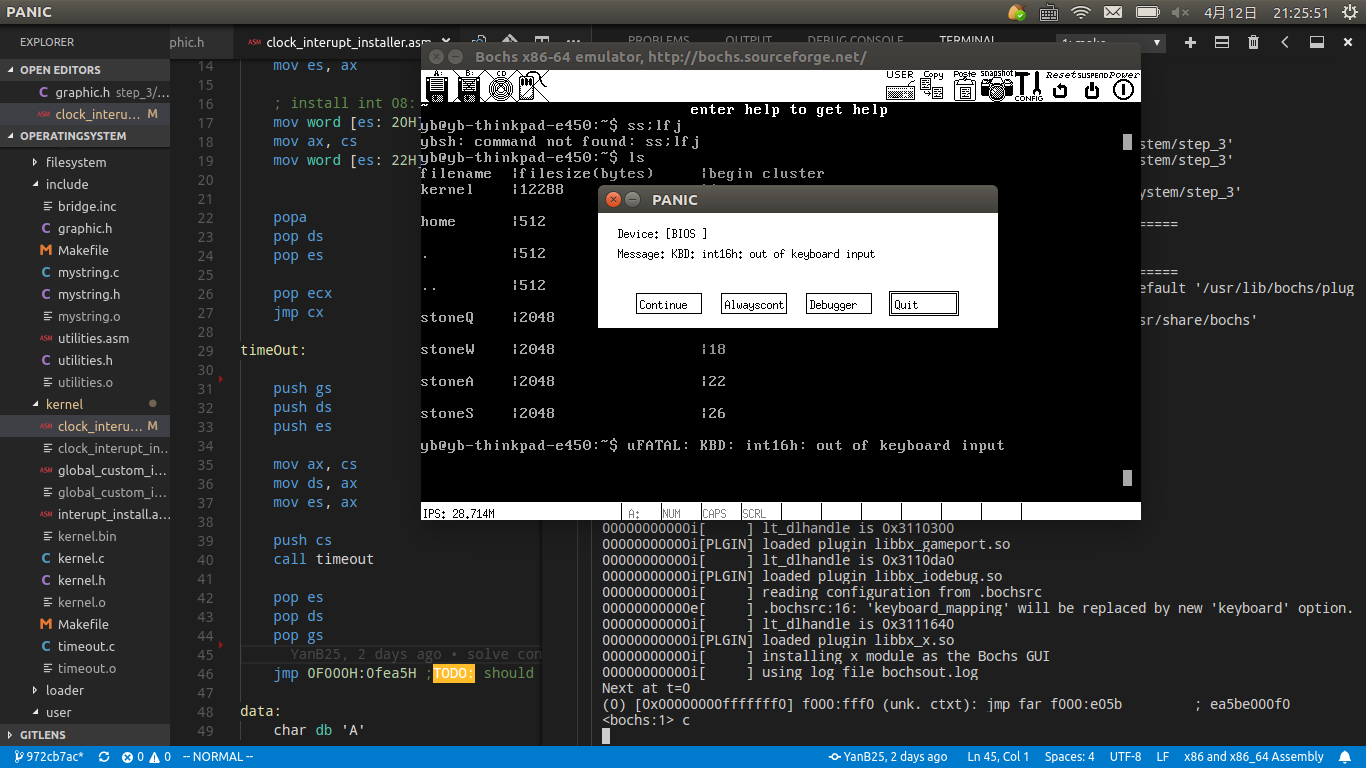 PANIC
4月12日
21:25:51
EXPLORER
OPEN EDITORS
graphic.h step_3/...
clock_interu... M
OPERATINGSYSTEM
filesystem
include
bridge.inc
graphic.h
Makefile
mystring.c
mystring.h
mystring.o
utilities.asm
utilities.h
utilities.o
kernel
clock_interu... M
clock_interupt_in...
global_custom_i...
global_custom_i...
interupt_install.a...
kernel.bin
kernel.c
kernel.h
kernel.o
Makefile
timeout.c
timeout.o
loader
user
GITLENS
phic.h
clock_interupt_installer.asm
14 mov es, ax
15
16 ; install int 08:
17 mov word [es: 20H]
18 mov ax, cs
19 mov word [es: 22H]
20
21
22 popa
23 pop ds
24 pop es
25
26 pop ecx
27 jmp cx
28
29 timeOut:
30
31 push gs
32 push ds
33 push es
34
35 mov ax, cs
36 mov ds, ax
37 mov es, ax
38
39 push cs
40 call timeout
41
42 pop es
43 pop ds
44 pop gs
45 YanB25, 2 days ago • solve con
46 jmp 0F000H:0fea5H ;TODO: should
47
48 data:
49 char db 'A'
PROBLEMS OUTPUT DEBUG CONSOLE TERMINAL
1: make
Bochs x86-64 emulator, http://bochs.sourceforge.net/
A: B: CD
USER Copy Paste snapshot CONFIG Reset SUSPEND Power
enter help to get help
yb@yb-thinkpad-e450:~$ ss;lfj
ybsh: command not found: ss;lfj
yb@yb-thinkpad-e450:~$ ls
filename |filesize(bytes) |begin cluster
kernel |12288
home |512
. |512
.. |512
stoneQ |2048
stoneW |2048 |18
stoneA |2048 |22
stoneS |2048 |26
yb@yb-thinkpad-e450:~$ uFATAL: KBD: int16h: out of keyboard input
IPS: 28.714M A: NUM CAPS SCRL
PANIC
Device: [BIOS ]
Message: KBD: int16h: out of keyboard input
Continue Alwayscont Debugger Quit
stem/step_3'
stem/step_3'
ystem/step_3'
=====
=====
efault '/usr/lib/bochs/plug
sr/share/bochs'
00000000000i[ ] lt_dlhandle is 0x3110300
00000000000i[PLGIN] loaded plugin libbx_gameport.so
00000000000i[ ] lt_dlhandle is 0x3110da0
00000000000i[PLGIN] loaded plugin libbx_iodebug.so
00000000000i[ ] reading configuration from .bochsrc
00000000000e[ ] .bochsrc:16: 'keyboard_mapping' will be replaced by new 'keyboard' option.
00000000000i[ ] lt_dlhandle is 0x3111640
00000000000i[PLGIN] loaded plugin libbx_x.so
00000000000i[ ] installing x module as the Bochs GUI
00000000000i[ ] using log file bochsout.log
Next at t=0
(0) [0x00000000fffffff0] f000:fff0 (unk. ctxt): jmp far f000:e05b ; ea5be000f0
<bochs:1> c
972cb7ac* 0 0 -- NORMAL --
YanB25, 2 days ago Ln 45, Col 1 Spaces: 4 UTF-8 LF x86 and x86_64 Assembly